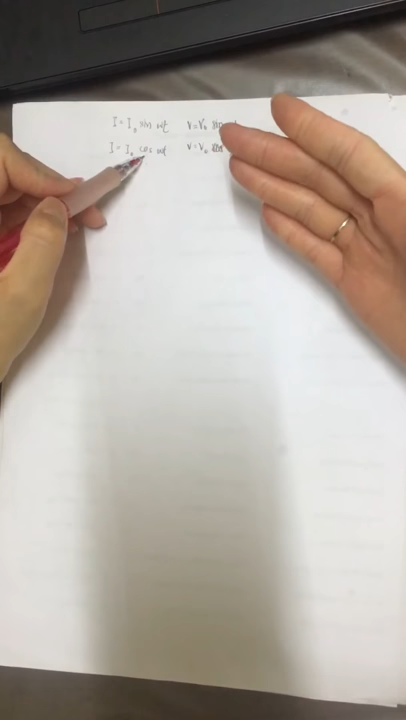 I = I₀ sin ωt V = V₀ sin
I = I₀ cos ωt V = V₀